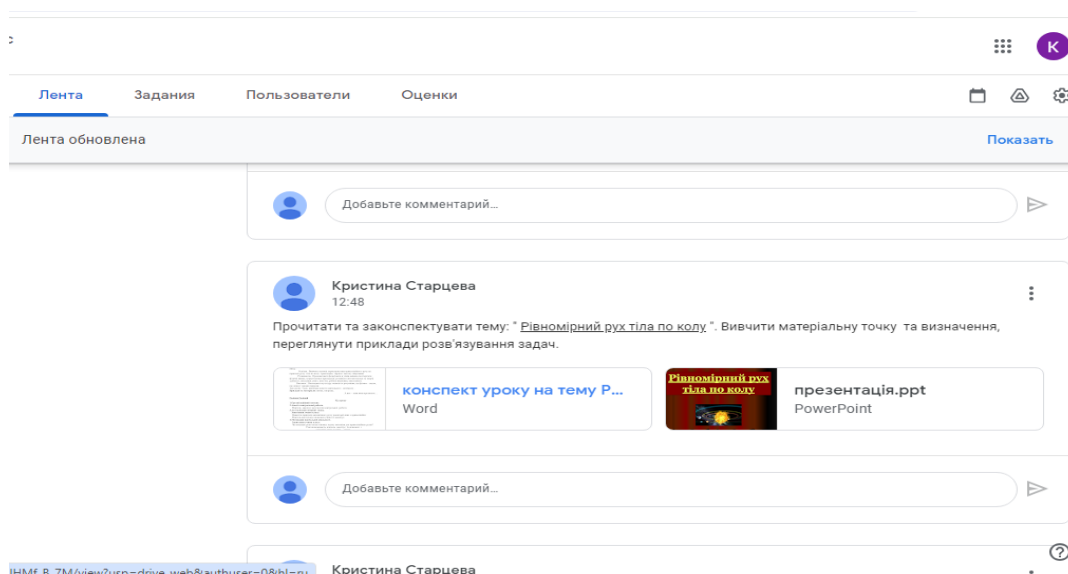 с
К
Лента Задания Пользователи Оценки
Лента обновлена Показать
Добавьте комментарий...
Кристина Старцева
12:48
Прочитати та законспектувати тему: " Рівномірний рух тіла по колу ". Вивчити матеріальну точку та визначення,
переглянути приклади розв'язування задач.
конспект уроку на тему Р...
Word
Рівномірний рух
тіла по колу
презентація.ppt
PowerPoint
Добавьте комментарий...
Кристина Старцева